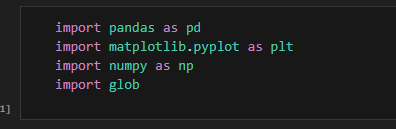 import pandas as pd
import matplotlib.pyplot as plt
import numpy as np
import glob
1]